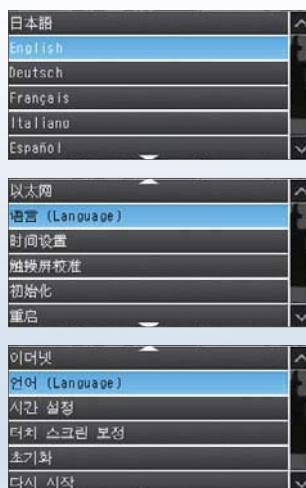 日本語
English
Deutsch
Français
Italiano
Español
以太网
语言 (Language)
时间设置
触摸屏校准
初始化
重启
이더넷
언어 (Language)
시간 설정
터치 스크린 보정
초기화
다시 시작